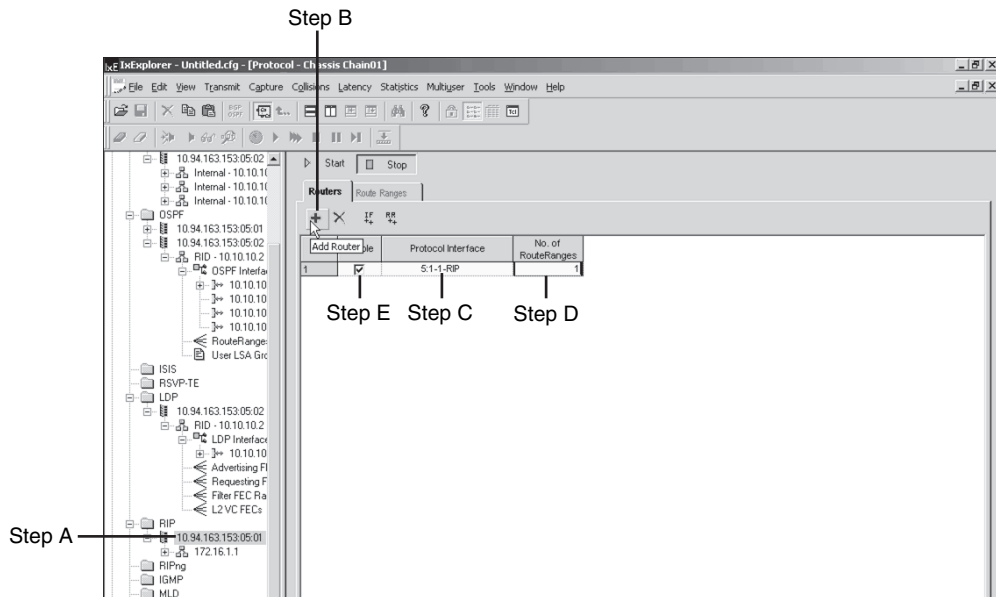 Step B
IxExplorer - Untitled.cfg - [Protocol - Chassis Chain01]
File Edit View Transmit Capture Collisions Latency Statistics Multiuser Tools Window Help
10.94.163.153:05:02
Internal - 10.10.10
Internal - 10.10.10
Internal - 10.10.10
OSPF
10.94.163.153:05:01
10.94.163.153:05:02
RID - 10.10.10.2
OSPF Interfa
10.10.10
10.10.10
10.10.10
10.10.10
RouteRange
User LSA Gro
ISIS
RSVP-TE
LDP
10.94.163.153:05:02
RID - 10.10.10.2
LDP Interface
10.10.10
Advertising F
Requesting F
Filter FEC Ra
L2 VC FECs
RIP
Step A
10.94.163.153:05:01
172.16.1.1
RIPng
IGMP
MLD
Start Stop
Routers Route Ranges
IF RR
Add Router ble Protocol Interface No. of RouteRanges
1 5:1-1-RIP 1
Step E Step C Step D